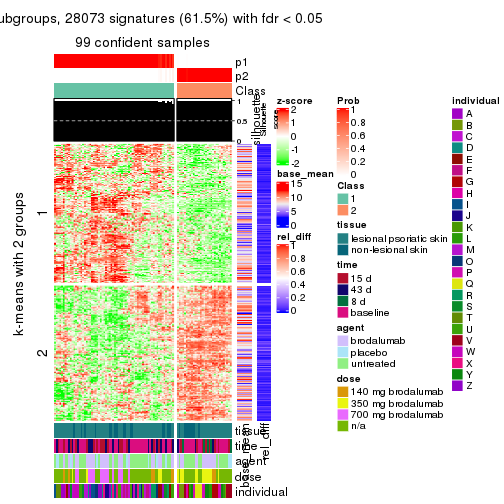 ubgroups, 28073 signatures (61.5%) with fdr < 0.05
99 confident samples
p1
p2
Class
silhouette
score
1
0.5
0
k-means with 2 groups
1
2
tissue
time
agent
dose
individual
base_mean
rel_diff
z-score
2
1
0
-1
-2
base_mean
15
10
5
0
rel_diff
1
0.8
0.6
0.4
0.2
0
Prob
1
0.8
0.6
0.4
0.2
0
Class
1
2
tissue
lesional psoriatic skin
non-lesional skin
time
15 d
43 d
8 d
baseline
agent
brodalumab
placebo
untreated
dose
140 mg brodalumab
350 mg brodalumab
700 mg brodalumab
n/a
individual
A
B
C
D
E
F
G
H
I
J
K
L
M
O
P
Q
R
S
T
U
V
W
X
Y
Z